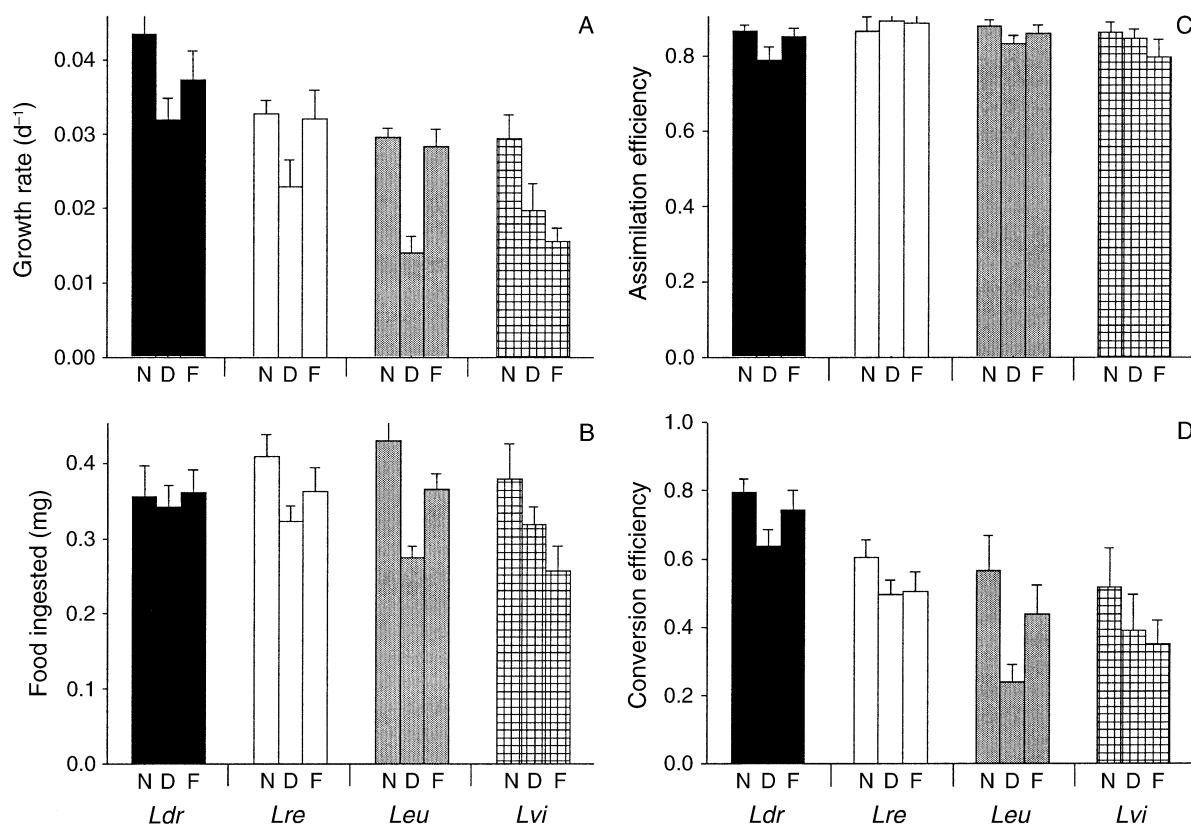 A
Growth rate (d⁻¹)
0.04
0.03
0.02
0.01
0.00
N D F N D F N D F N D F
C
Assimilation efficiency
0.8
0.6
0.4
0.2
0.0
N D F N D F N D F N D F
B
Food ingested (mg)
0.4
0.3
0.2
0.1
0.0
N D F N D F N D F N D F
Ldr Lre Leu Lvi
D
Conversion efficiency
1.0
0.8
0.6
0.4
0.2
0.0
N D F N D F N D F N D F
Ldr Lre Leu Lvi